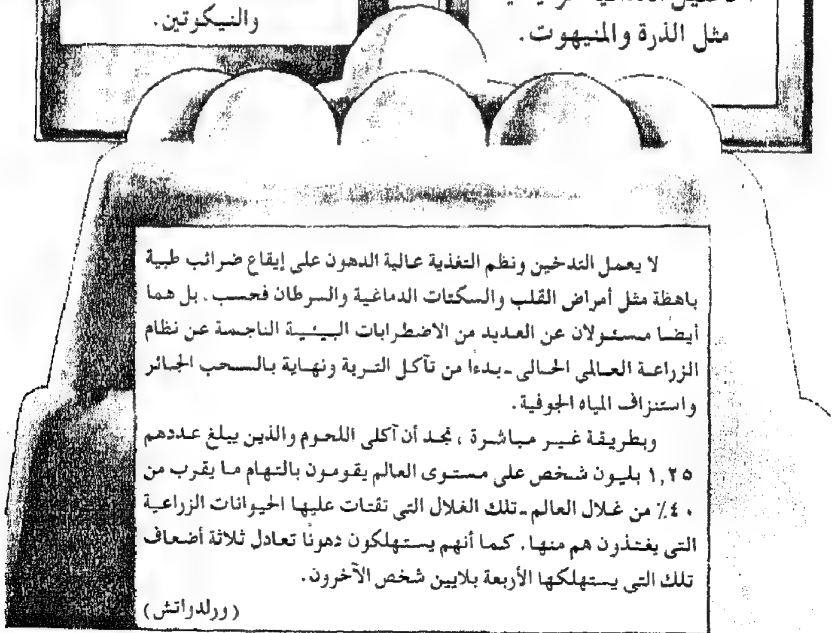 مثل الذرة والمنيهوت.
والنيكوتين.
لا يعمل التدخين ونظم التغذية عالية الدهون على إيقاع ضرائب طبية
باهظة مثل أمراض القلب والسكتات الدماغية والسرطان فحسب. بل هما
أيضًا مسئولان عن العديد من الاضطرابات البيئية الناجمة عن نظام
الزراعة العالمي الحالى ـ بدءًا من تآكل التربة ونهاية بالسحب الجائر
واستنزاف المياه الجوفية.
وبطريقة غير مباشرة ، نجد أن آكلى اللحوم والذين يبلغ عددهم
١,٢٥ بليون شخص على مستوى العالم يقومون بالتهام ما يقرب من
٤٠٪ من غلال العالم ـ تلك الغلال التي تقتات عليها الحيوانات الزراعية
التى يغتذون هم منها. كما أنهم يستهلكون دهونًا تعادل ثلاثة أضعاف
تلك التي يستهلكها الأربعة بلايين شخص الآخرون.
(ورلدواتش)